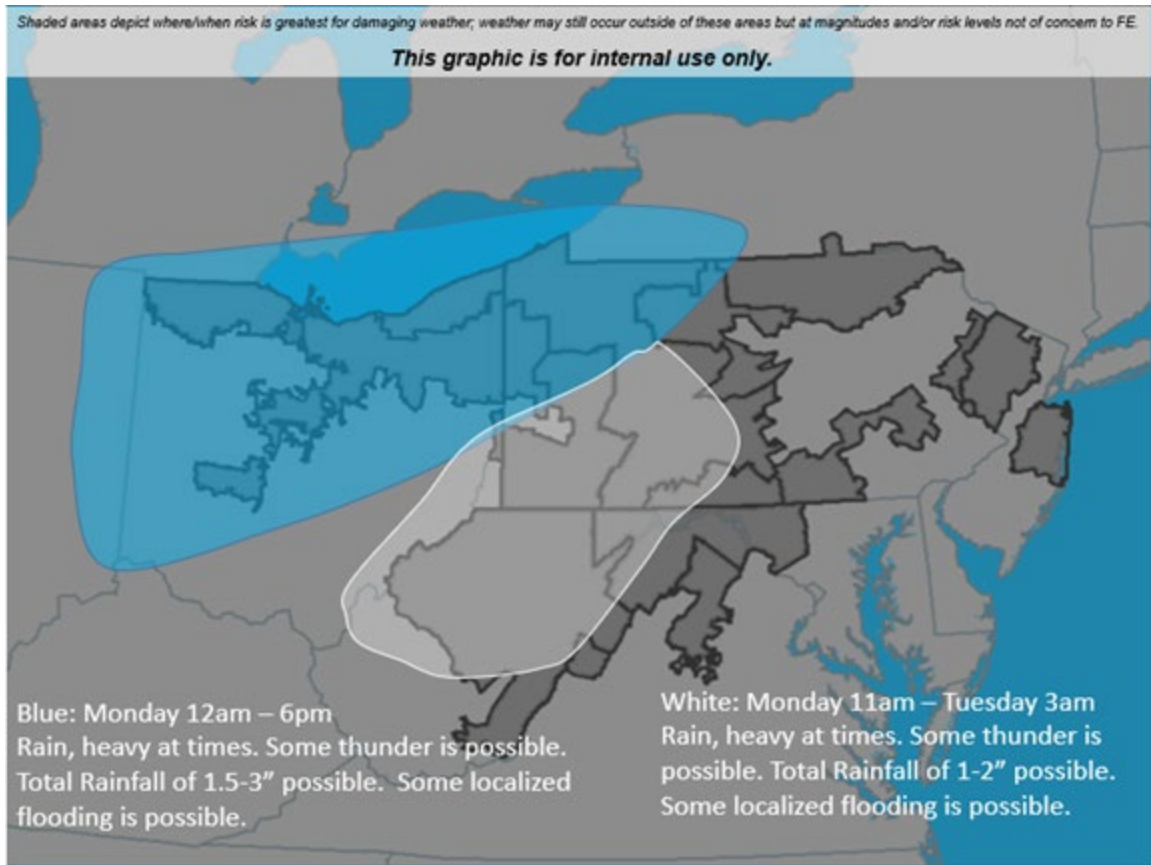 Shaded areas depict where/when risk is greatest for damaging weather; weather may still occur outside of these areas but at magnitudes and/or risk levels not of concern to FE.
This graphic is for internal use only.
Blue: Monday 12am – 6pm
Rain, heavy at times. Some thunder is possible.
Total Rainfall of 1.5-3” possible.  Some localized
flooding is possible.
White: Monday 11am – Tuesday 3am
Rain, heavy at times. Some thunder is
possible. Total Rainfall of 1-2” possible.
Some localized flooding is possible.